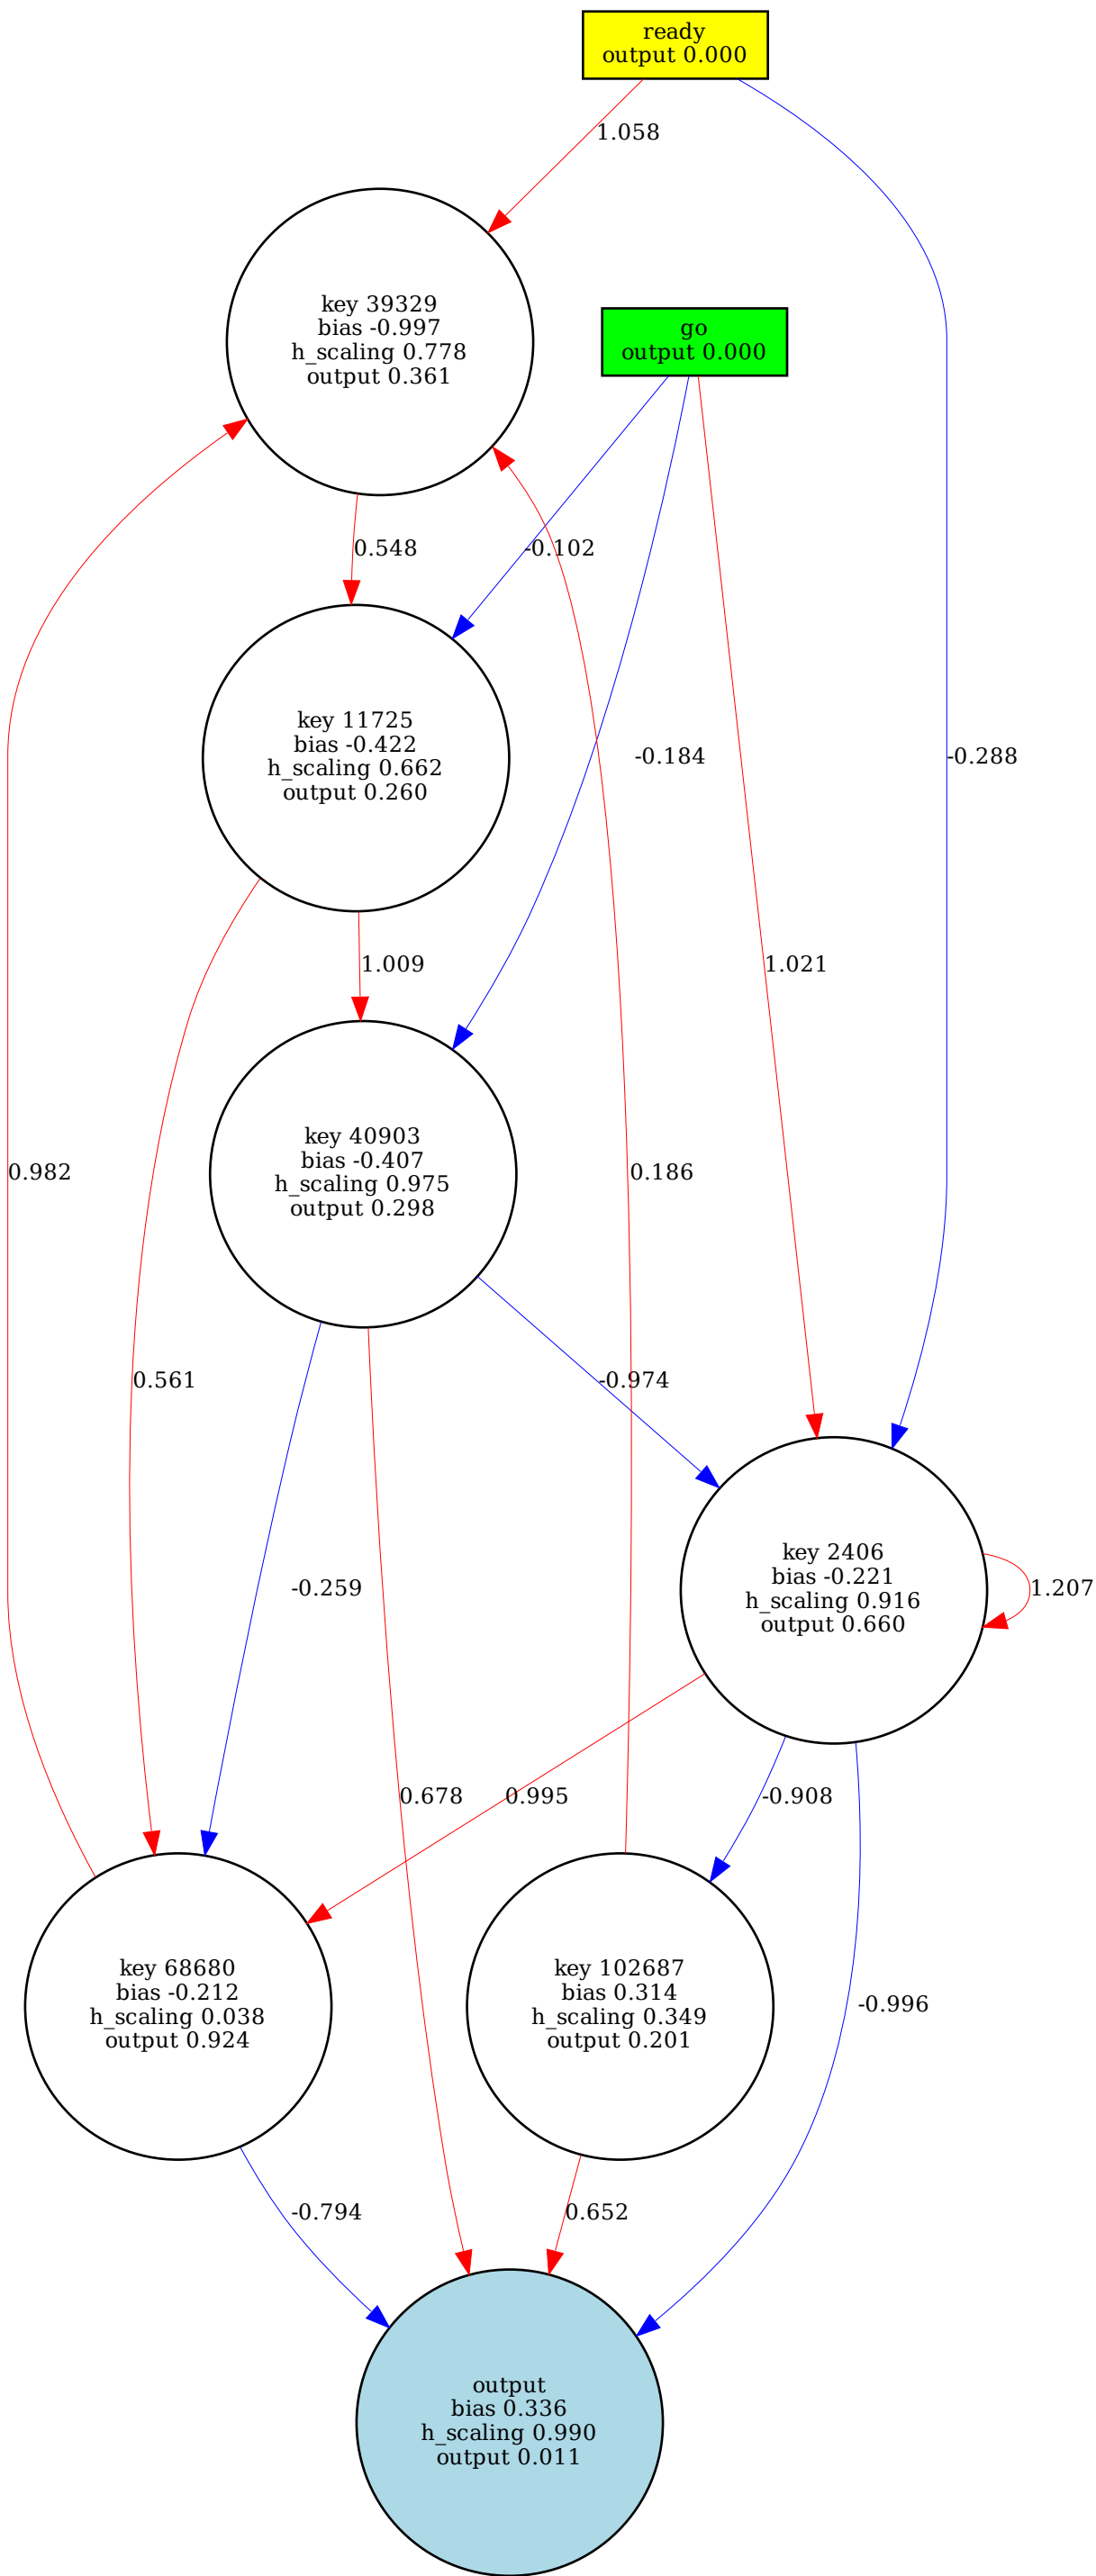 ready
output 0.000
1.058
key 39329
bias -0.997
h_scaling 0.778
output 0.361
go
output 0.000
0.548
-0.102
key 11725
bias -0.422
h_scaling 0.662
output 0.260
-0.184
-0.288
1.009
1.021
key 40903
bias -0.407
h_scaling 0.975
output 0.298
0.982
0.186
0.561
-0.974
key 2406
bias -0.221
h_scaling 0.916
output 0.660
-0.259
1.207
0.678
0.995
-0.908
key 68680
bias -0.212
h_scaling 0.038
output 0.924
key 102687
bias 0.314
h_scaling 0.349
output 0.201
-0.996
-0.794
0.652
output
bias 0.336
h_scaling 0.990
output 0.011